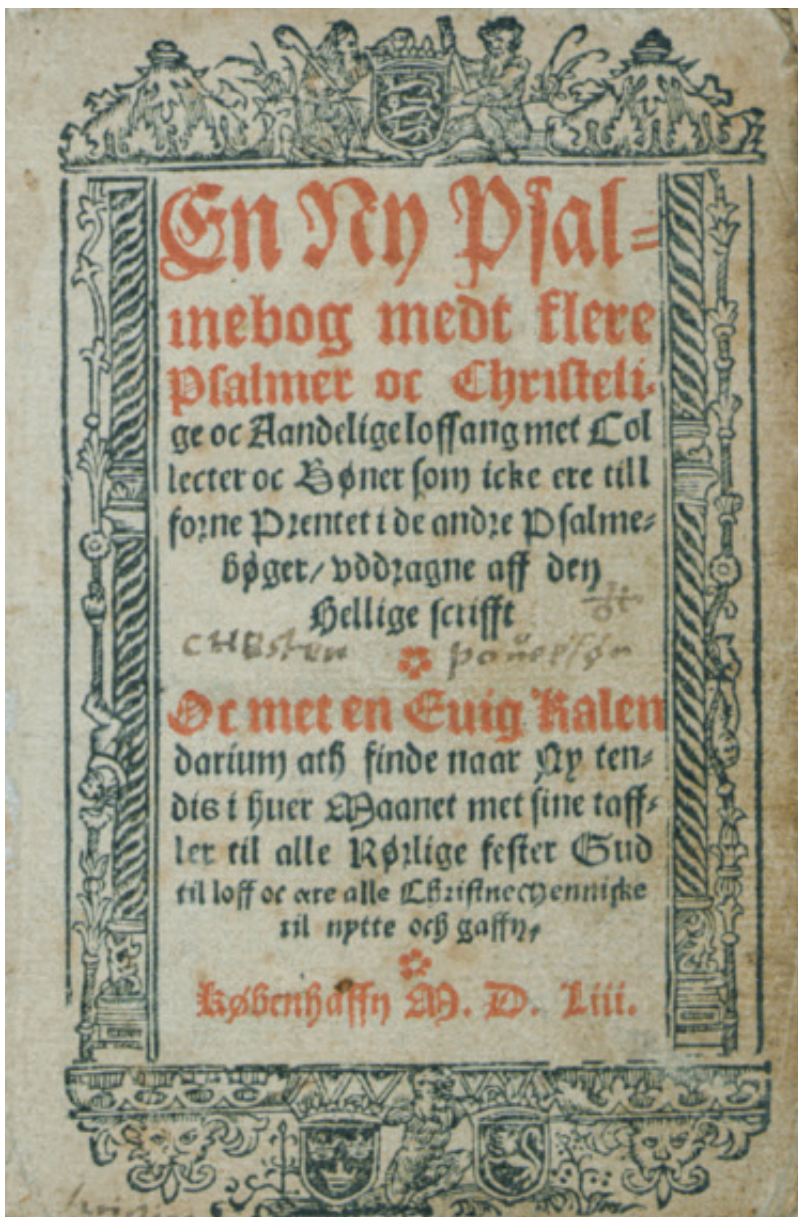 En Ny Psal=
mebog medt flere
Psalmer oc Christeli-
ge oc Aandelige loffsang met Col
lecter oc Bøner som icke ere till
forne Prentet i de andre Psalme=
bøger/ vddragne aff den
Hellige scrifft
Oc met en Euig Kalen
darium ath finde naar Ny ten=
dis i huer Maanet met sine taff=
ler til alle Rørlige fester Gud
til loff oc ære alle Christne Menniske
til nytte och gaffn.
Københaffn M. D. Liii.